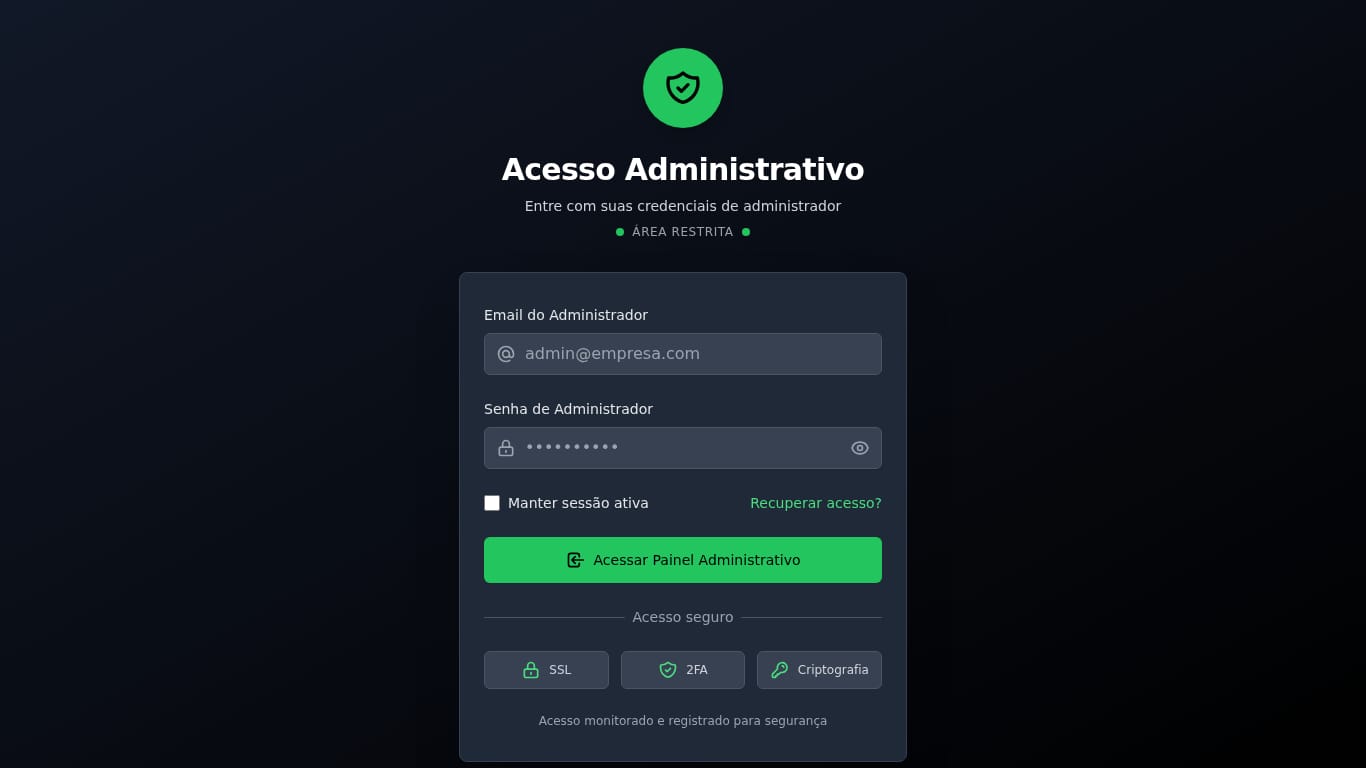 Acesso Administrativo
Entre com suas credenciais de administrador
ÁREA RESTRITA
Email do Administrador
admin@empresa.com
Senha de Administrador
••••••••••
Manter sessão ativa
Recuperar acesso?
Acessar Painel Administrativo
Acesso seguro
SSL
2FA
Criptografia
Acesso monitorado e registrado para segurança